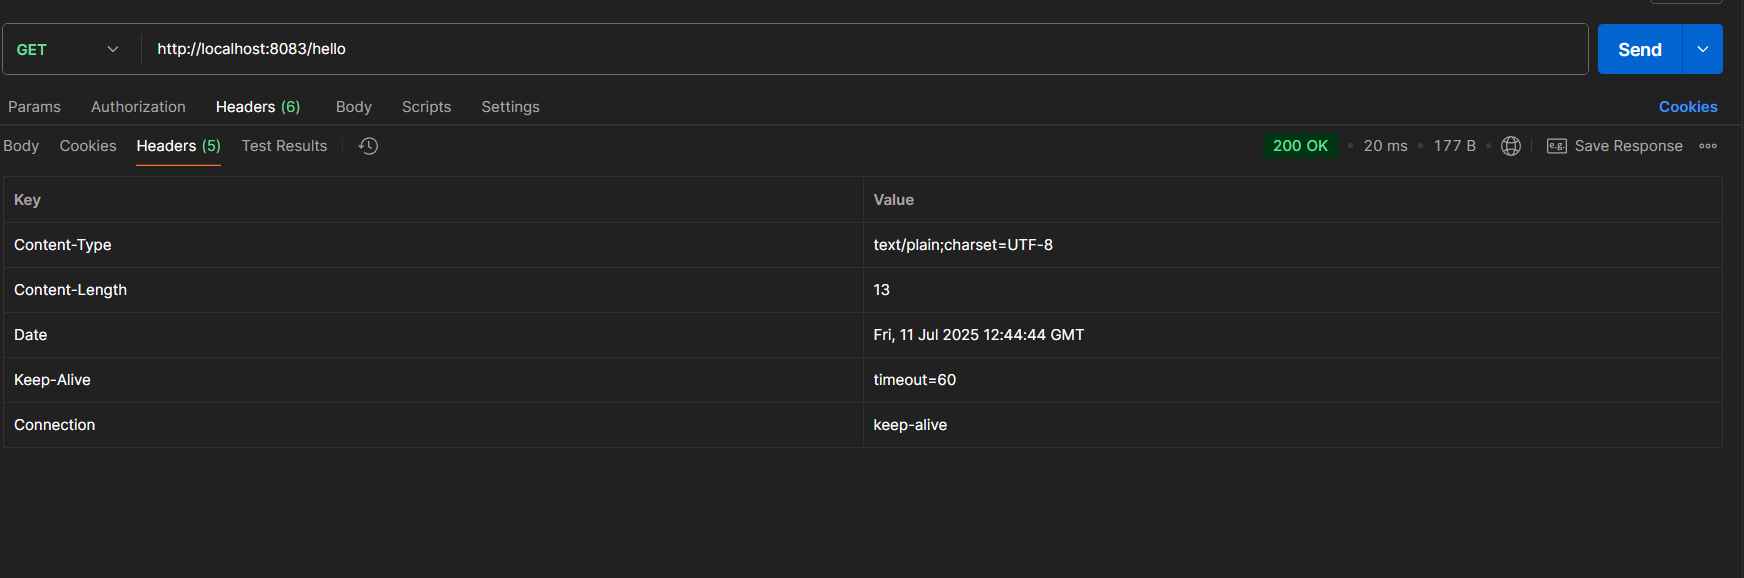 GET http://localhost:8083/hello Send
Params Authorization Headers (6) Body Scripts Settings Cookies
Body Cookies Headers (5) Test Results 200 OK • 20 ms • 177 B • e.g. Save Response
Key Value
Content-Type text/plain;charset=UTF-8
Content-Length 13
Date Fri, 11 Jul 2025 12:44:44 GMT
Keep-Alive timeout=60
Connection keep-alive